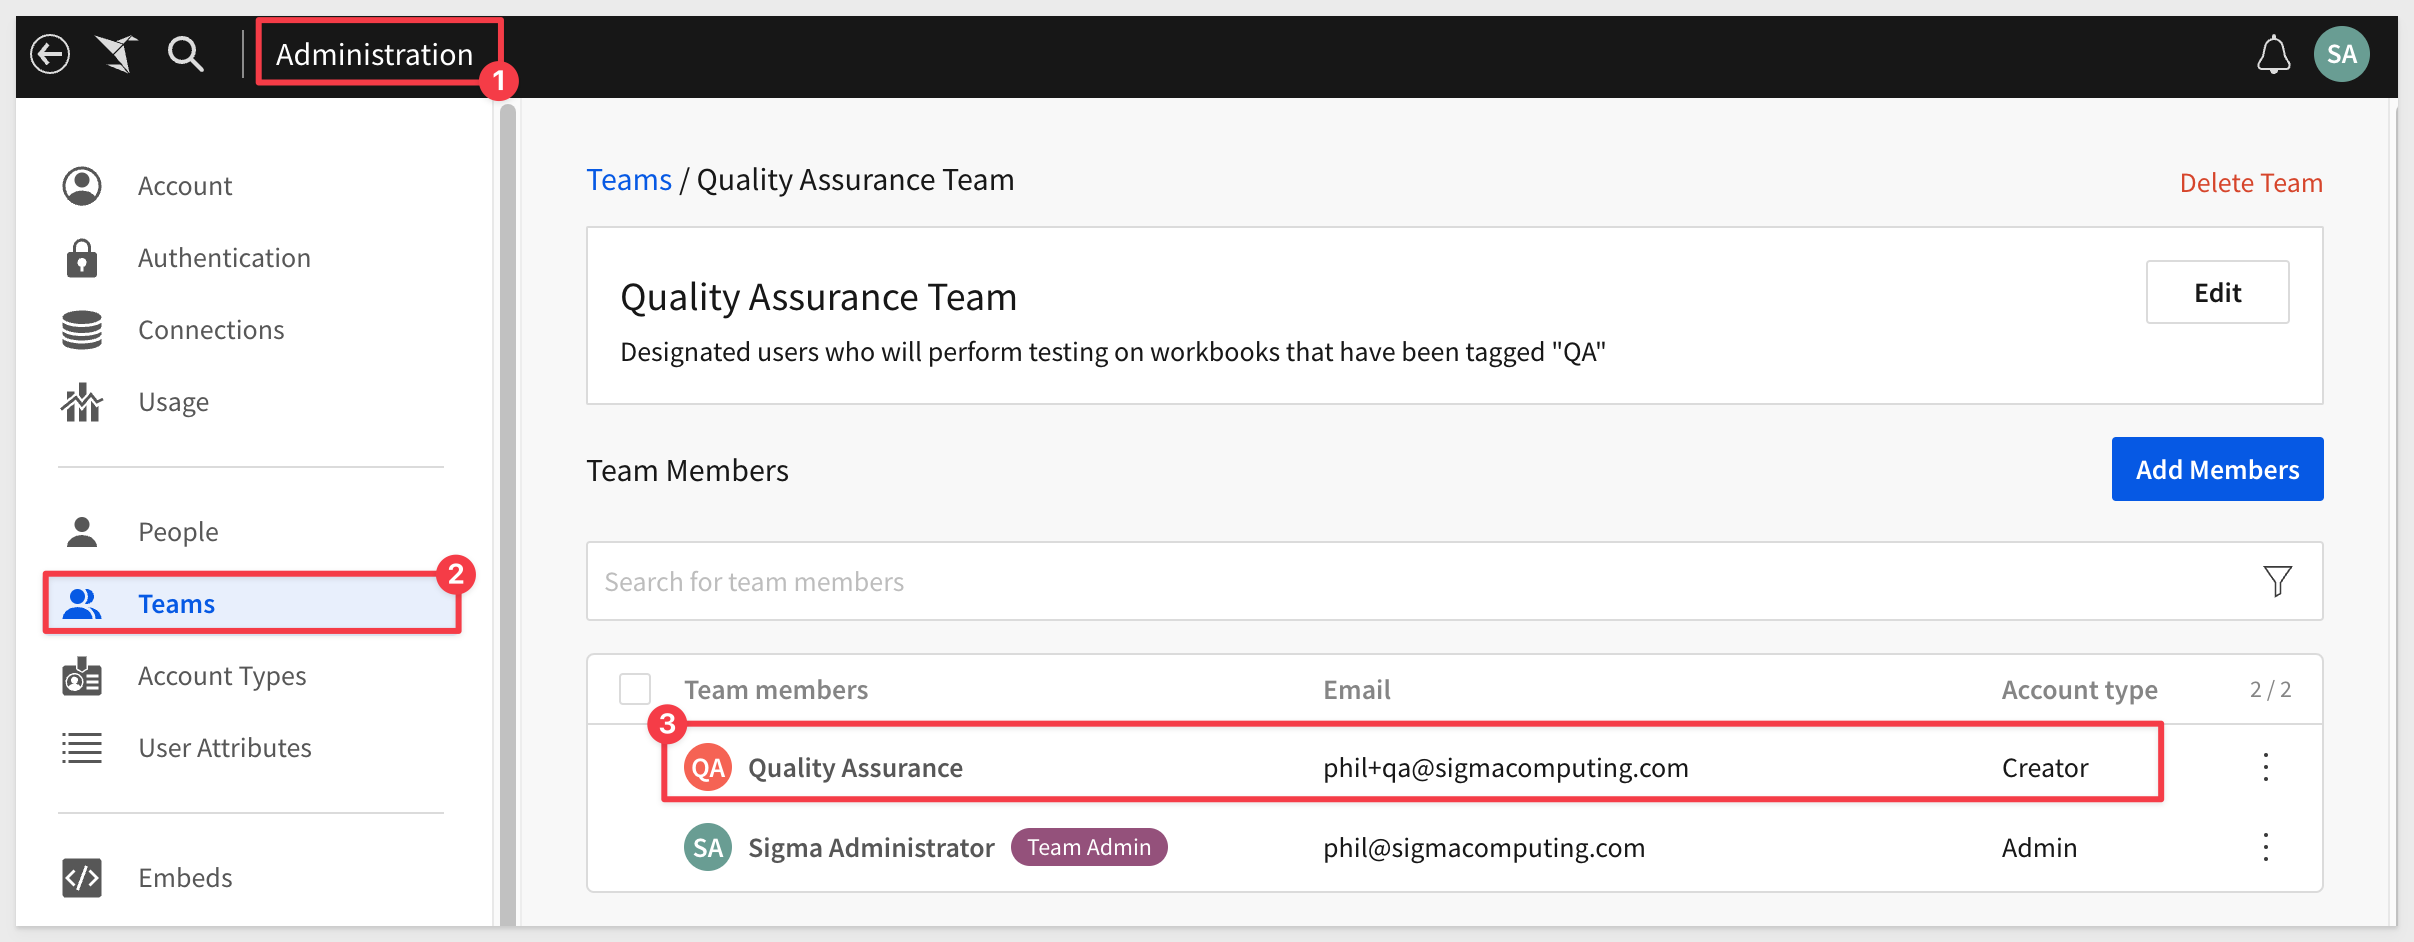 Administration
1
SA
Account
Authentication
Connections
Usage
People
Teams
2
Account Types
User Attributes
Embeds
Teams / Quality Assurance Team
Delete Team
Quality Assurance Team
Edit
Designated users who will perform testing on workbooks that have been tagged "QA"
Team Members
Add Members
Search for team members
Team members Email Account type 2 / 2
3
QA Quality Assurance phil+qa@sigmacomputing.com Creator
SA Sigma Administrator Team Admin phil@sigmacomputing.com Admin